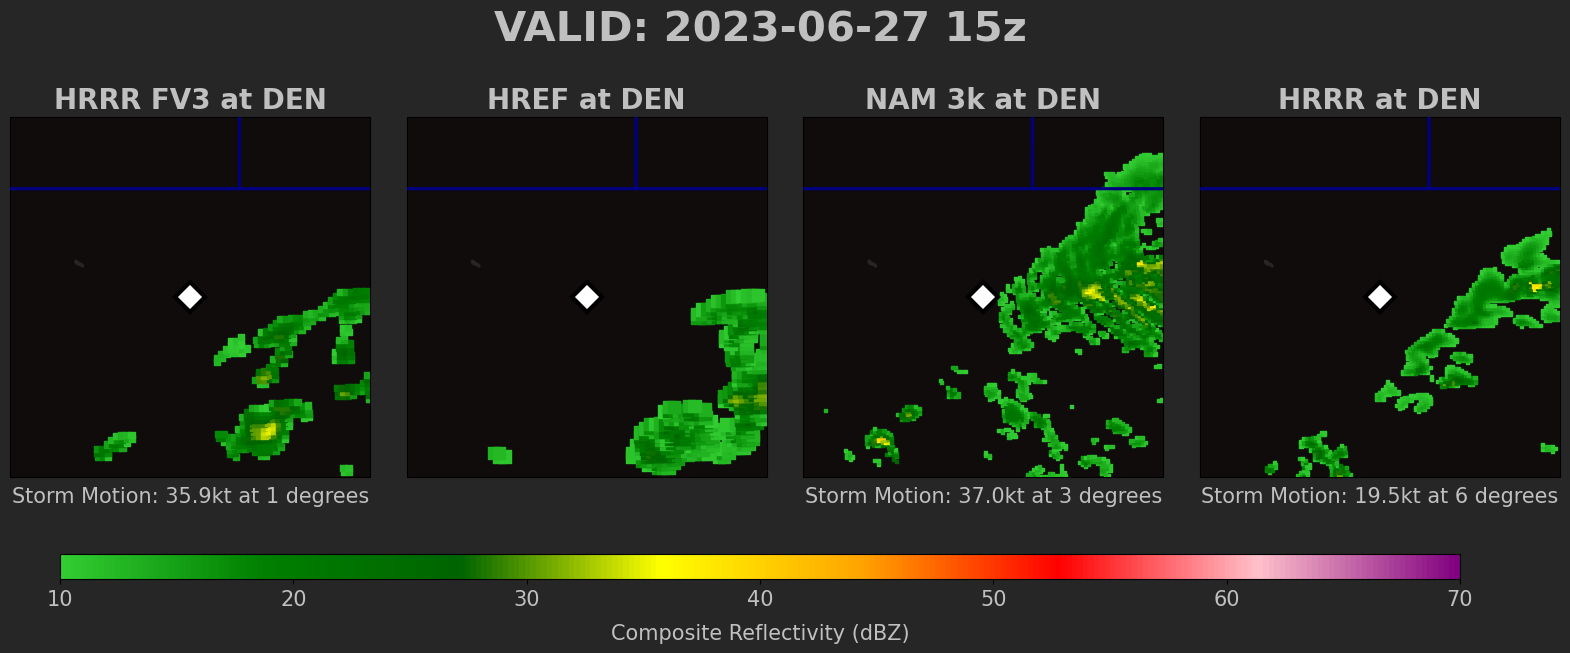 VALID: 2023-06-27 15z
HRRR FV3 at DEN
HREF at DEN
NAM 3k at DEN
HRRR at DEN
Storm Motion: 35.9kt at 1 degrees
Storm Motion: 37.0kt at 3 degrees
Storm Motion: 19.5kt at 6 degrees
10 20 30 40 50 60 70
Composite Reflectivity (dBZ)